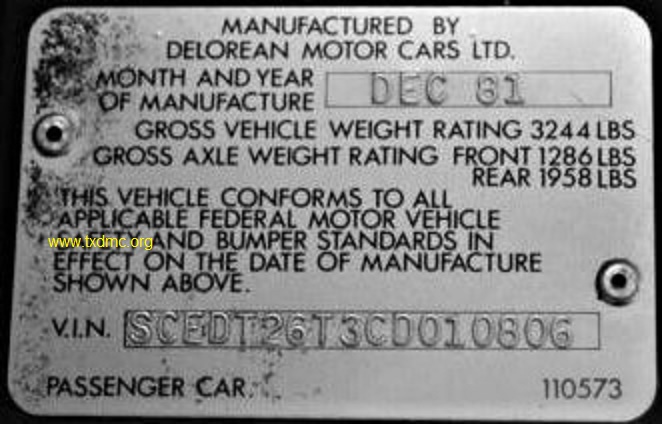 MANUFACTURED BY
DELOREAN MOTOR CARS LTD.
MONTH AND YEAR
OF MANUFACTURE DEC 81
GROSS VEHICLE WEIGHT RATING 3244 LBS
GROSS AXLE WEIGHT RATING FRONT 1286 LBS
REAR 1958 LBS
THIS VEHICLE CONFORMS TO ALL
APPLICABLE FEDERAL MOTOR VEHICLE
www.txdmc.org AND BUMPER STANDARDS IN
EFFECT ON THE DATE OF MANUFACTURE
SHOWN ABOVE.
V.I.N. SCEDT26T3CD010806
PASSENGER CAR. 110573